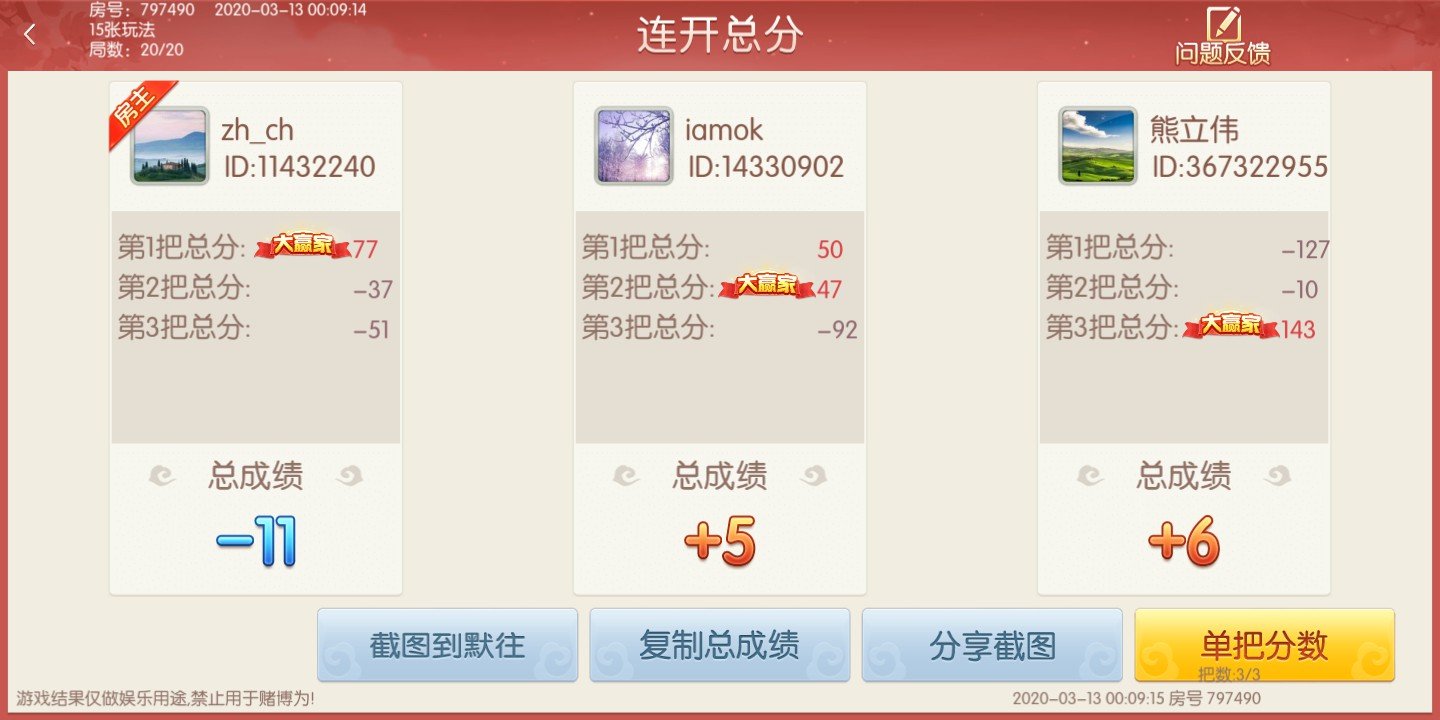 房号：797490 2020-03-13 00:09:14
15张玩法
局数：20/20
连开总分
问题反馈
房主
zh_ch
ID:11432240
第1把总分: 大赢家 77
第2把总分: -37
第3把总分: -51
总成绩
-11
iamok
ID:14330902
第1把总分: 50
第2把总分: 大赢家 47
第3把总分: -92
总成绩
+5
熊立伟
ID:367322955
第1把总分: -127
第2把总分: -10
第3把总分: 大赢家 143
总成绩
+6
截图到默往
复制总成绩
分享截图
单把分数
把数:3/3
游戏结果仅做娱乐用途,禁止用于赌博为!
2020-03-13 00:09:15 房号 797490